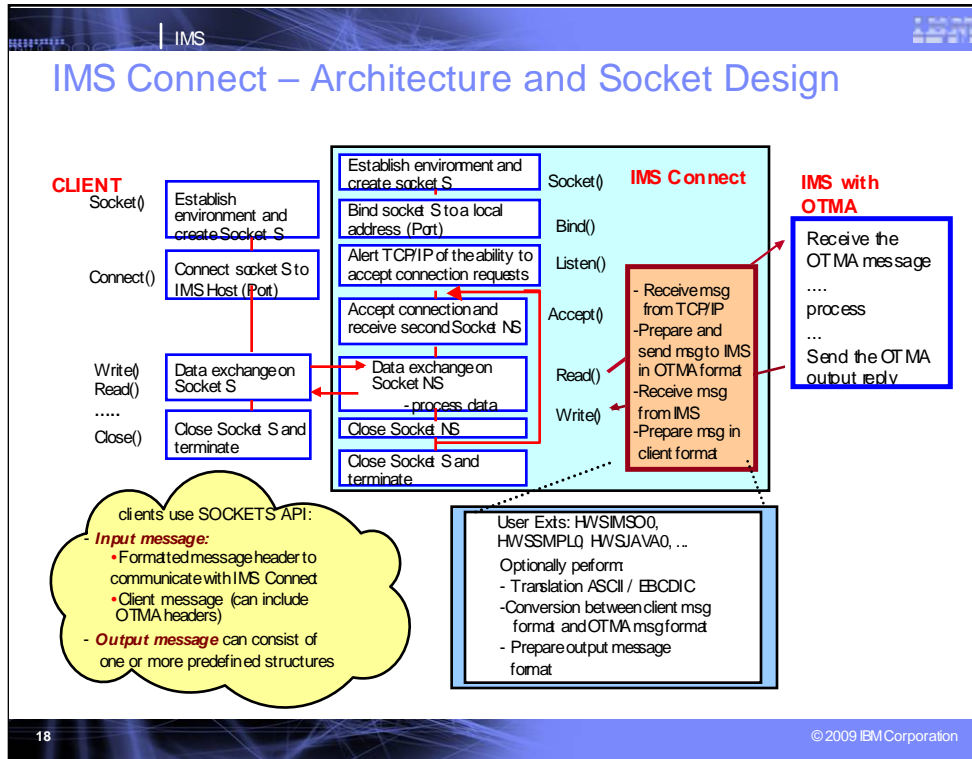 IMS
IBM
IMS Connect – Architecture and Socket Design
CLIENT
Socket()
Establish
environment and
create Socket S
Connect()
Connect socket S to
IMS Host (Port)
Write()
Read()
.....
Data exchange on
Socket S
Close()
Close Socket S and
terminate
Establish environment and
create socket S
Socket()
Bind socket S to a local
address (Port)
Bind()
Alert TCP/IP of the ability to
accept connection requests
Listen()
Accept connection and
receive second Socket NS
Accept()
Data exchange on
Socket NS
- process data
Read()
Write()
Close Socket NS
Close Socket S and
terminate
IMS Connect
- Receive msg
from TCP/IP
-Prepare and
send msg to IMS
in OTMA format
-Receive msg
from IMS
-Prepare msg in
client format
IMS with
OTMA
Receive the
OTMA message
....
process
...
Send the OTMA
output reply
clients use SOCKETS API:
- Input message:
•Formatted message header to
communicate with IMS Connect
•Client message (can include
OTMA headers)
- Output message can consist of
one or more predefined structures
User Exits: HWSIMSO0,
HWSSMPL0, HWSJAVA0, ...
Optionally perform:
- Translation ASCII / EBCDIC
-Conversion between client msg
format and OTMA msg format
- Prepare output message
format
18
© 2009 IBM Corporation